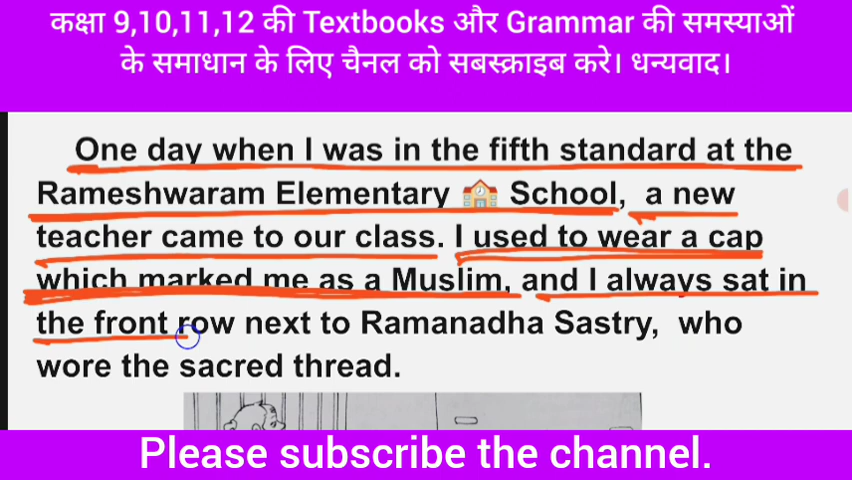 कक्षा 9,10,11,12 की Textbooks और Grammar की समस्याओं
के समाधान के लिए चैनल को सबस्क्राइब करे। धन्यवाद।
One day when I was in the fifth standard at the
Rameshwaram Elementary 🏫 School, a new
teacher came to our class. I used to wear a cap
which marked me as a Muslim, and I always sat in
the front row next to Ramanadha Sastry, who
wore the sacred thread.
Please subscribe the channel.